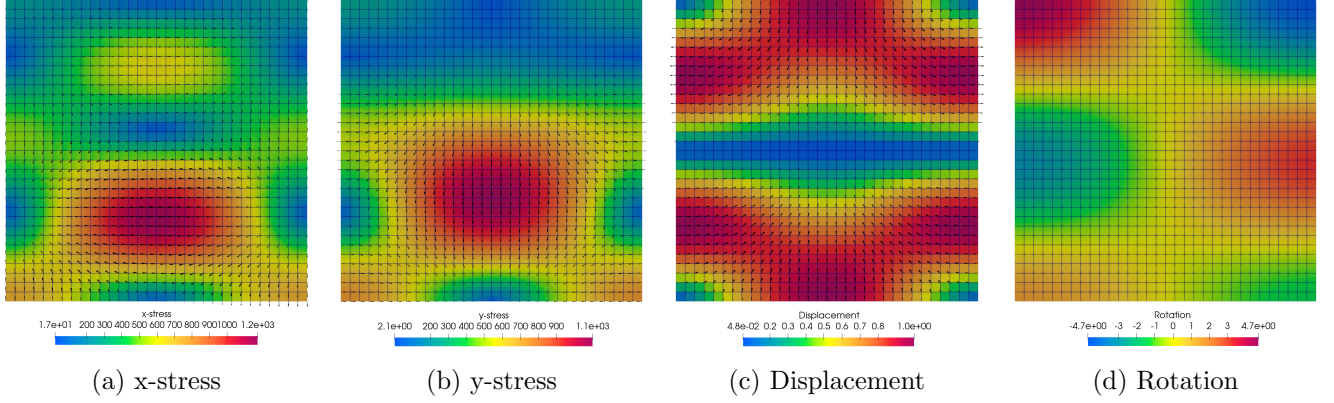 x-stress
1.7e+01 200 300 400 500 600 700 800 9001000 1.2e+03
(a) x-stress
y-stress
2.1e+00 200 300 400 500 600 700 800 900 1.1e+03
(b) y-stress
Displacement
4.8e-02 0.2 0.3 0.4 0.5 0.6 0.7 0.8 1.0e+00
(c) Displacement
Rotation
-4.7e+00 -3 -2 -1 0 1 2 3 4.7e+00
(d) Rotation